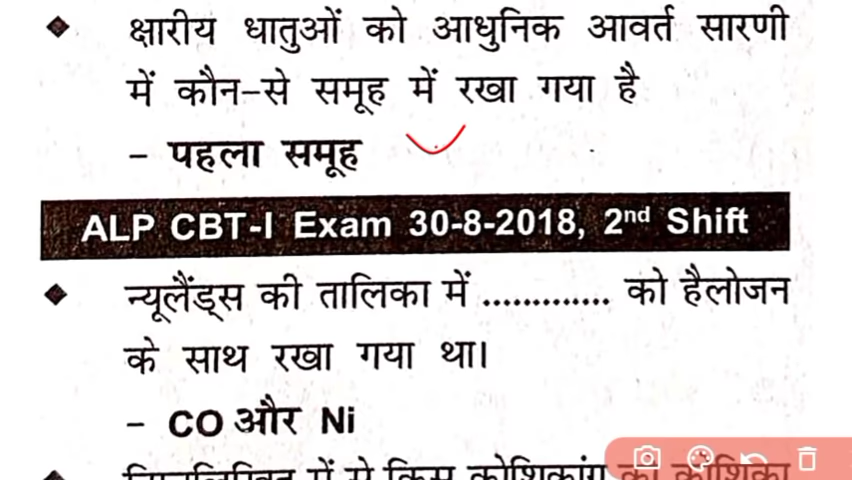 क्षारीय धातुओं को आधुनिक आवर्त सारणी
में कौन-से समूह में रखा गया है
- पहला समूह
ALP CBT-I Exam 30-8-2018, 2nd Shift
न्यूलैंड्स की तालिका में ............. को हैलोजन
के साथ रखा गया था।
- CO और Ni
में से किस कोशिकांग को कोशिका